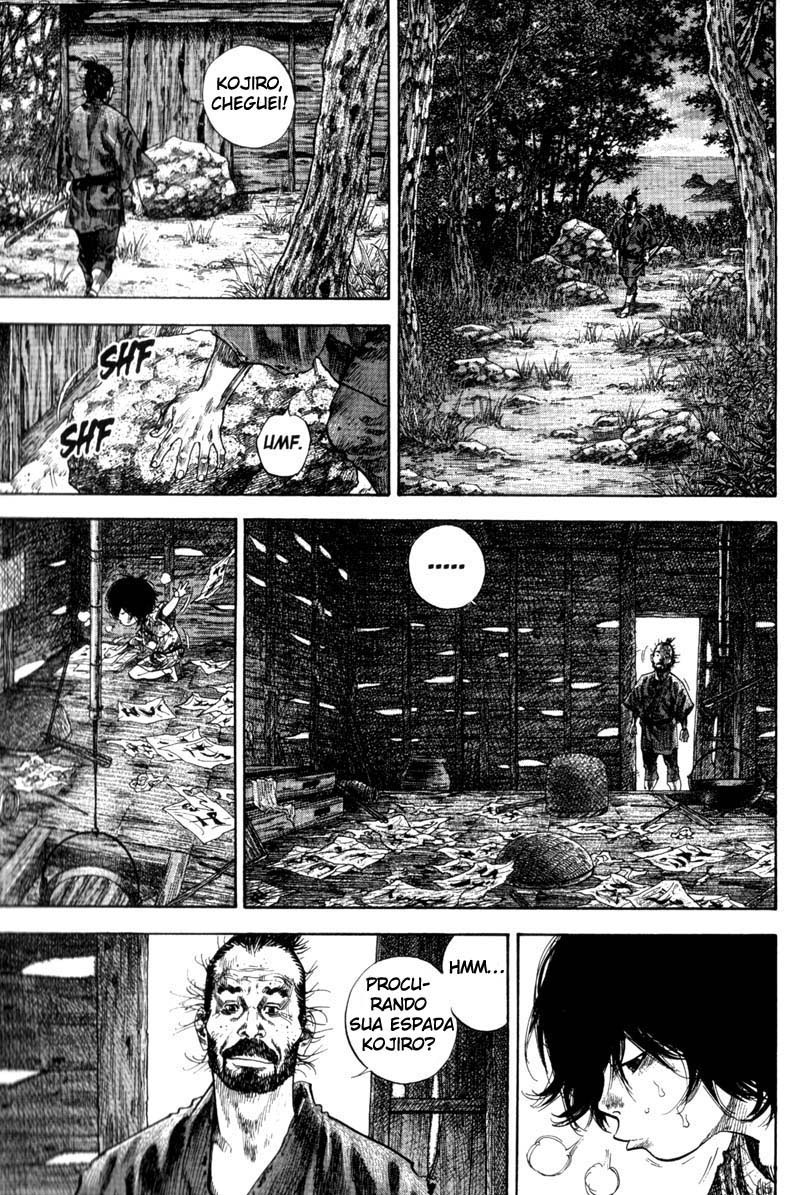 KOJIRO,
CHEGUEI!
SHF
SHF
UMF.
.....
HMM...
PROCU-
RANDO
SUA ESPADA
KOJIRO?